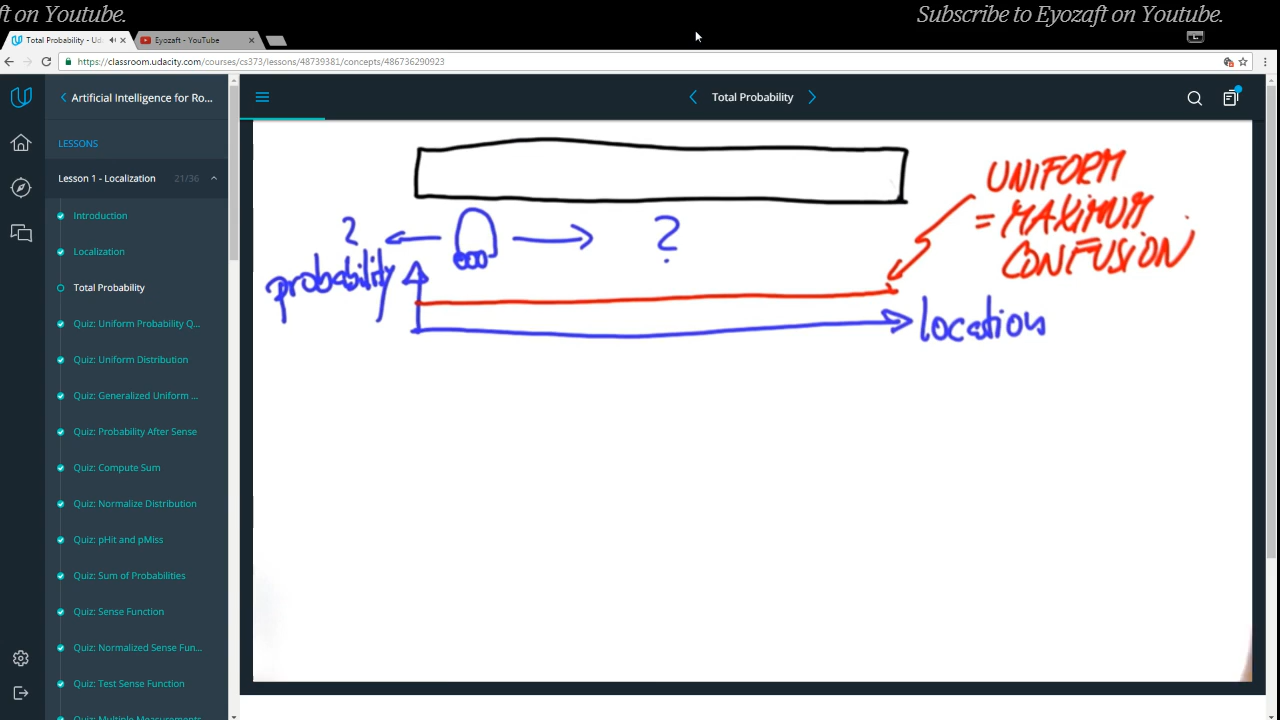 ft on Youtube.
Subscribe to Eyozaft on Youtube.
Total Probability - Ud
Eyozaft - YouTube
https://classroom.udacity.com/courses/cs373/lessons/48739381/concepts/486736290923
Artificial Intelligence for Ro...
Total Probability
LESSONS
Lesson 1 - Localization 21/36
Introduction
Localization
Total Probability
Quiz: Uniform Probability Q...
Quiz: Uniform Distribution
Quiz: Generalized Uniform ...
Quiz: Probability After Sense
Quiz: Compute Sum
Quiz: Normalize Distribution
Quiz: pHit and pMiss
Quiz: Sum of Probabilities
Quiz: Sense Function
Quiz: Normalized Sense Fun...
Quiz: Test Sense Function
Quiz: Multiple Measurements
UNIFORM
= MAXIMUM
CONFUSION
? ?
probability
location